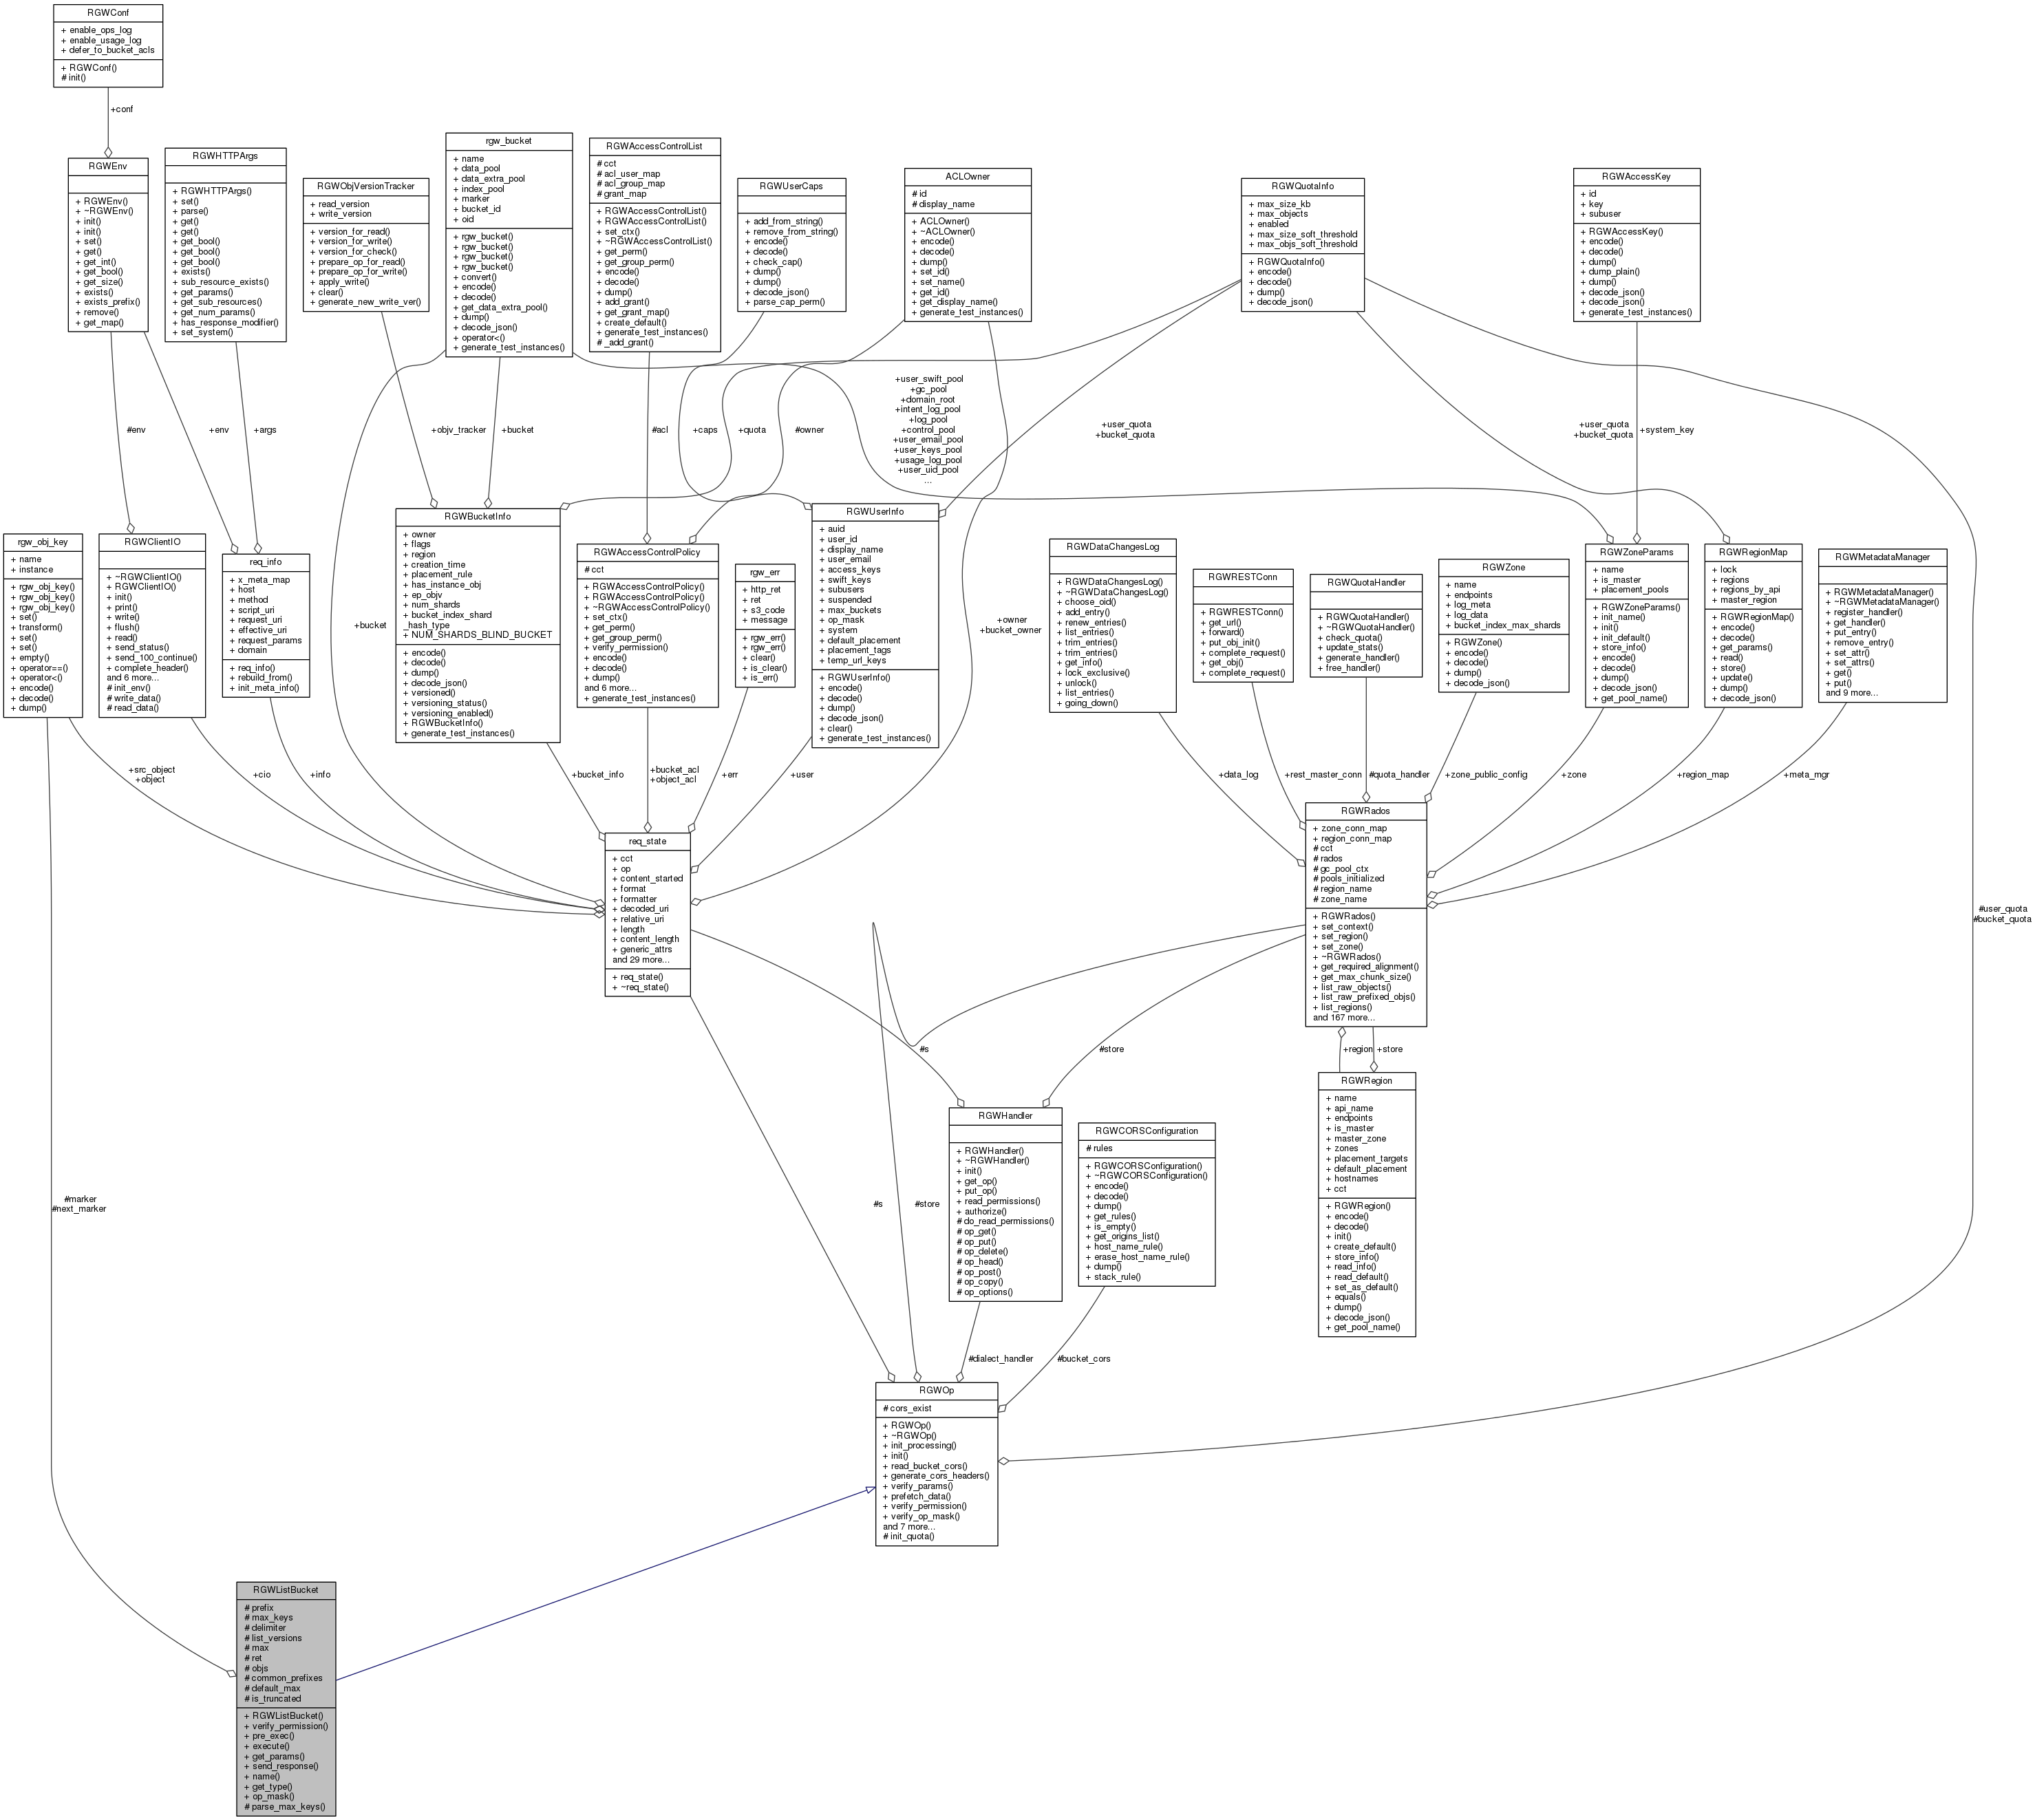 RGWConf
+ enable_ops_log
+ enable_usage_log
+ defer_to_bucket_acls
+ RGWConf()
# init()
+conf
RGWEnv
+ RGWEnv()
+ ~RGWEnv()
+ init()
+ init()
+ set()
+ get()
+ get_int()
+ get_bool()
+ get_size()
+ exists()
+ exists_prefix()
+ remove()
+ get_map()
RGWHTTPArgs
+ RGWHTTPArgs()
+ set()
+ parse()
+ get()
+ get()
+ get_bool()
+ get_bool()
+ get_bool()
+ exists()
+ sub_resource_exists()
+ get_params()
+ get_sub_resources()
+ get_num_params()
+ has_response_modifier()
+ set_system()
RGWObjVersionTracker
+ read_version
+ write_version
+ version_for_read()
+ version_for_write()
+ version_for_check()
+ prepare_op_for_read()
+ prepare_op_for_write()
+ apply_write()
+ clear()
+ generate_new_write_ver()
rgw_bucket
+ name
+ data_pool
+ data_extra_pool
+ index_pool
+ marker
+ bucket_id
+ oid
+ rgw_bucket()
+ rgw_bucket()
+ rgw_bucket()
+ rgw_bucket()
+ convert()
+ encode()
+ decode()
+ get_data_extra_pool()
+ dump()
+ decode_json()
+ operator<()
+ generate_test_instances()
RGWAccessControlList
# cct
# acl_user_map
# acl_group_map
# grant_map
+ RGWAccessControlList()
+ RGWAccessControlList()
+ set_ctx()
+ ~RGWAccessControlList()
+ get_perm()
+ get_group_perm()
+ encode()
+ decode()
+ dump()
+ add_grant()
+ get_grant_map()
+ create_default()
+ generate_test_instances()
# _add_grant()
RGWUserCaps
+ add_from_string()
+ remove_from_string()
+ encode()
+ decode()
+ check_cap()
+ dump()
+ dump()
+ decode_json()
+ parse_cap_perm()
ACLOwner
# id
# display_name
+ ACLOwner()
+ ~ACLOwner()
+ encode()
+ decode()
+ dump()
+ set_id()
+ set_name()
+ get_id()
+ get_display_name()
+ generate_test_instances()
RGWQuotaInfo
+ max_size_kb
+ max_objects
+ enabled
+ max_size_soft_threshold
+ max_objs_soft_threshold
+ RGWQuotaInfo()
+ encode()
+ decode()
+ dump()
+ decode_json()
RGWAccessKey
+ id
+ key
+ subuser
+ RGWAccessKey()
+ encode()
+ decode()
+ dump()
+ dump_plain()
+ dump()
+ decode_json()
+ decode_json()
+ generate_test_instances()
#env
+env
+args
+objv_tracker
+bucket
#acl
+caps
+quota
#owner
+user_swift_pool
+gc_pool
+domain_root
+intent_log_pool
+log_pool
+control_pool
+user_email_pool
+user_keys_pool
+usage_log_pool
+user_uid_pool
...
+user_quota
+bucket_quota
+user_quota
+bucket_quota
+system_key
rgw_obj_key
+ name
+ instance
+ rgw_obj_key()
+ rgw_obj_key()
+ rgw_obj_key()
+ set()
+ transform()
+ set()
+ set()
+ empty()
+ operator==()
+ operator<()
+ encode()
+ decode()
+ dump()
RGWClientIO
+ ~RGWClientIO()
+ RGWClientIO()
+ init()
+ print()
+ write()
+ flush()
+ read()
+ send_status()
+ send_100_continue()
+ complete_header()
and 6 more...
# init_env()
# write_data()
# read_data()
req_info
+ x_meta_map
+ host
+ method
+ script_uri
+ request_uri
+ effective_uri
+ request_params
+ domain
+ req_info()
+ rebuild_from()
+ init_meta_info()
+bucket
RGWBucketInfo
+ owner
+ flags
+ region
+ creation_time
+ placement_rule
+ has_instance_obj
+ ep_objv
+ num_shards
+ bucket_index_shard
_hash_type
+ NUM_SHARDS_BLIND_BUCKET
+ encode()
+ decode()
+ dump()
+ decode_json()
+ versioned()
+ versioning_status()
+ versioning_enabled()
+ RGWBucketInfo()
+ generate_test_instances()
RGWAccessControlPolicy
# cct
+ RGWAccessControlPolicy()
+ RGWAccessControlPolicy()
+ ~RGWAccessControlPolicy()
+ set_ctx()
+ get_perm()
+ get_group_perm()
+ verify_permission()
+ encode()
+ decode()
+ dump()
and 6 more...
+ generate_test_instances()
rgw_err
+ http_ret
+ ret
+ s3_code
+ message
+ rgw_err()
+ rgw_err()
+ clear()
+ is_clear()
+ is_err()
RGWUserInfo
+ auid
+ user_id
+ display_name
+ user_email
+ access_keys
+ swift_keys
+ subusers
+ suspended
+ max_buckets
+ op_mask
+ system
+ default_placement
+ placement_tags
+ temp_url_keys
+ RGWUserInfo()
+ encode()
+ decode()
+ dump()
+ decode_json()
+ clear()
+ generate_test_instances()
+owner
+bucket_owner
RGWDataChangesLog
+ RGWDataChangesLog()
+ ~RGWDataChangesLog()
+ choose_oid()
+ add_entry()
+ renew_entries()
+ list_entries()
+ trim_entries()
+ trim_entries()
+ get_info()
+ lock_exclusive()
+ unlock()
+ list_entries()
+ going_down()
RGWRESTConn
+ RGWRESTConn()
+ get_url()
+ forward()
+ put_obj_init()
+ complete_request()
+ get_obj()
+ complete_request()
RGWQuotaHandler
+ RGWQuotaHandler()
+ ~RGWQuotaHandler()
+ check_quota()
+ update_stats()
+ generate_handler()
+ free_handler()
RGWZone
+ name
+ endpoints
+ log_meta
+ log_data
+ bucket_index_max_shards
+ RGWZone()
+ encode()
+ decode()
+ dump()
+ decode_json()
RGWZoneParams
+ name
+ is_master
+ placement_pools
+ RGWZoneParams()
+ init_name()
+ init()
+ init_default()
+ store_info()
+ encode()
+ decode()
+ dump()
+ decode_json()
+ get_pool_name()
RGWRegionMap
+ lock
+ regions
+ regions_by_api
+ master_region
+ RGWRegionMap()
+ encode()
+ decode()
+ get_params()
+ read()
+ store()
+ update()
+ dump()
+ decode_json()
RGWMetadataManager
+ RGWMetadataManager()
+ ~RGWMetadataManager()
+ register_handler()
+ get_handler()
+ put_entry()
+ remove_entry()
+ set_attr()
+ set_attrs()
+ get()
+ put()
and 9 more...
+src_object
+object
+cio
+info
+bucket_info
+bucket_acl
+object_acl
+err
+user
+data_log
+rest_master_conn
#quota_handler
+zone_public_config
+zone
+region_map
+meta_mgr
req_state
+ cct
+ op
+ content_started
+ format
+ formatter
+ decoded_uri
+ relative_uri
+ length
+ content_length
+ generic_attrs
and 29 more...
+ req_state()
+ ~req_state()
RGWRados
+ zone_conn_map
+ region_conn_map
# cct
# rados
# gc_pool_ctx
# pools_initialized
# region_name
# zone_name
+ RGWRados()
+ set_context()
+ set_region()
+ set_zone()
+ ~RGWRados()
+ get_required_alignment()
+ get_max_chunk_size()
+ list_raw_objects()
+ list_raw_prefixed_objs()
+ list_regions()
and 167 more...
#user_quota
#bucket_quota
#s
#store
+region
+store
RGWRegion
+ name
+ api_name
+ endpoints
+ is_master
+ master_zone
+ zones
+ placement_targets
+ default_placement
+ hostnames
+ cct
+ RGWRegion()
+ encode()
+ decode()
+ init()
+ create_default()
+ store_info()
+ read_info()
+ read_default()
+ set_as_default()
+ equals()
+ dump()
+ decode_json()
+ get_pool_name()
RGWHandler
+ RGWHandler()
+ ~RGWHandler()
+ init()
+ get_op()
+ put_op()
+ read_permissions()
+ authorize()
# do_read_permissions()
# op_get()
# op_put()
# op_delete()
# op_head()
# op_post()
# op_copy()
# op_options()
RGWCORSConfiguration
# rules
+ RGWCORSConfiguration()
+ ~RGWCORSConfiguration()
+ encode()
+ decode()
+ dump()
+ get_rules()
+ is_empty()
+ get_origins_list()
+ host_name_rule()
+ erase_host_name_rule()
+ dump()
+ stack_rule()
#marker
#next_marker
#s
#store
#dialect_handler
#bucket_cors
RGWOp
# cors_exist
+ RGWOp()
+ ~RGWOp()
+ init_processing()
+ init()
+ read_bucket_cors()
+ generate_cors_headers()
+ verify_params()
+ prefetch_data()
+ verify_permission()
+ verify_op_mask()
and 7 more...
# init_quota()
RGWListBucket
# prefix
# max_keys
# delimiter
# list_versions
# max
# ret
# objs
# common_prefixes
# default_max
# is_truncated
+ RGWListBucket()
+ verify_permission()
+ pre_exec()
+ execute()
+ get_params()
+ send_response()
+ name()
+ get_type()
+ op_mask()
# parse_max_keys()